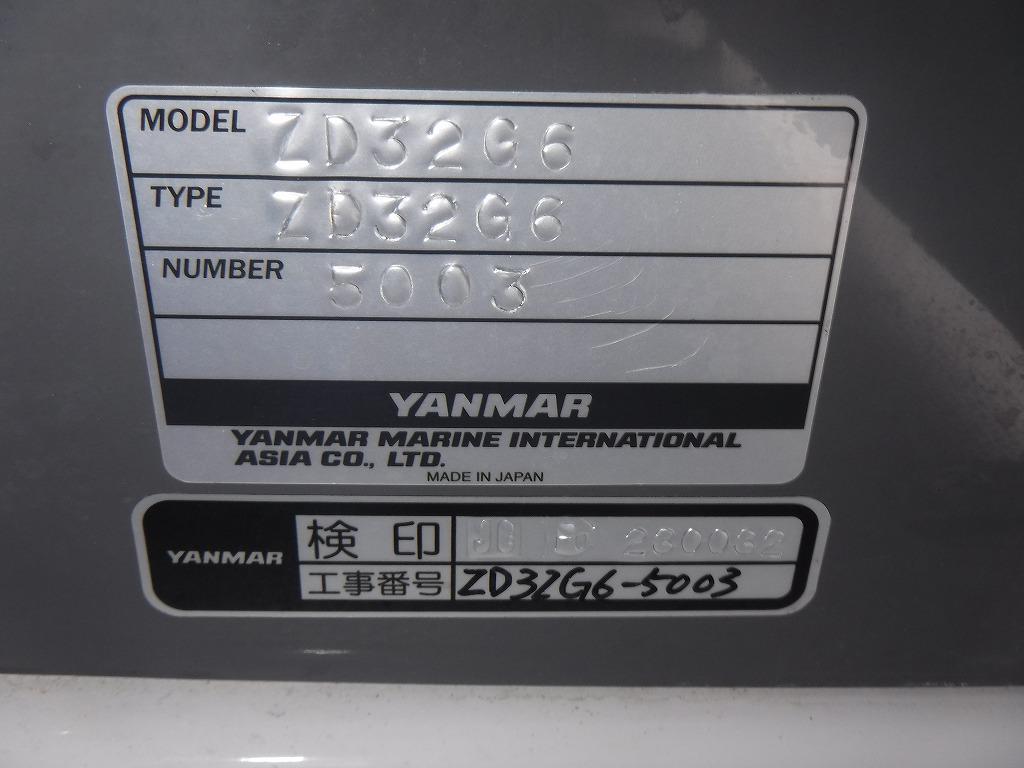 MODEL ZD32G6
TYPE ZD32G6
NUMBER 5003
YANMAR
YANMAR MARINE INTERNATIONAL
ASIA CO., LTD.
MADE IN JAPAN
YANMAR
検印 JG
工事番号 ZD32G6-5003